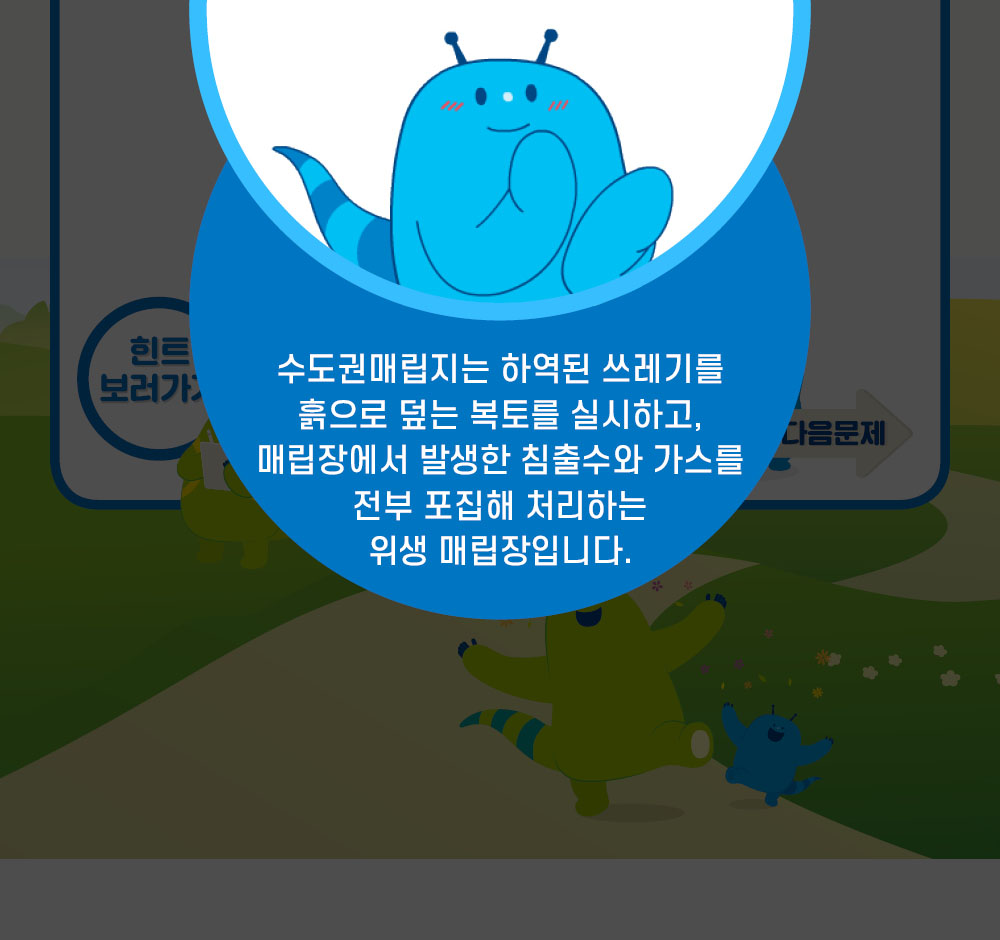 힌트
보러가기
다음문제
수도권매립지는 하역된 쓰레기를
흙으로 덮는 복토를 실시하고,
매립장에서 발생한 침출수와 가스를
전부 포집해 처리하는
위생 매립장입니다.